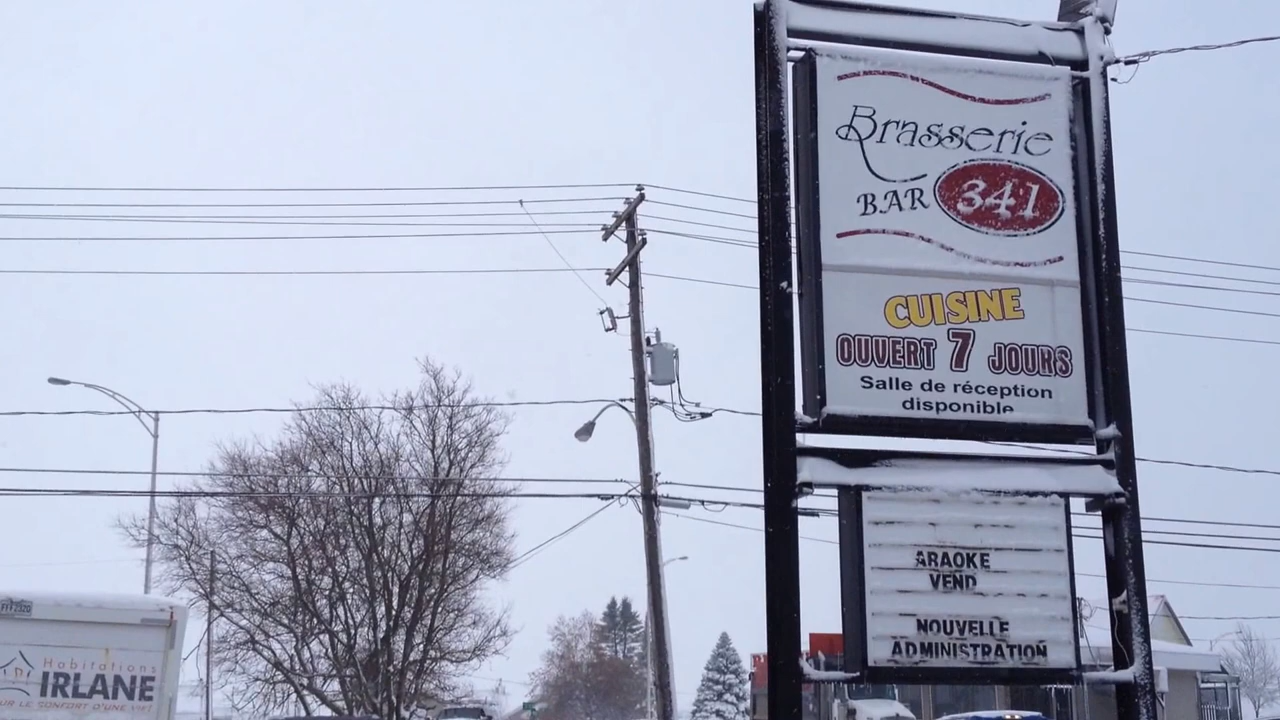 Brasserie
BAR 341
CUISINE
OUVERT 7 JOURS
Salle de réception
disponible
ARAOKE
VEND
NOUVELLE
ADMINISTRATION
Habitations
IRLANE